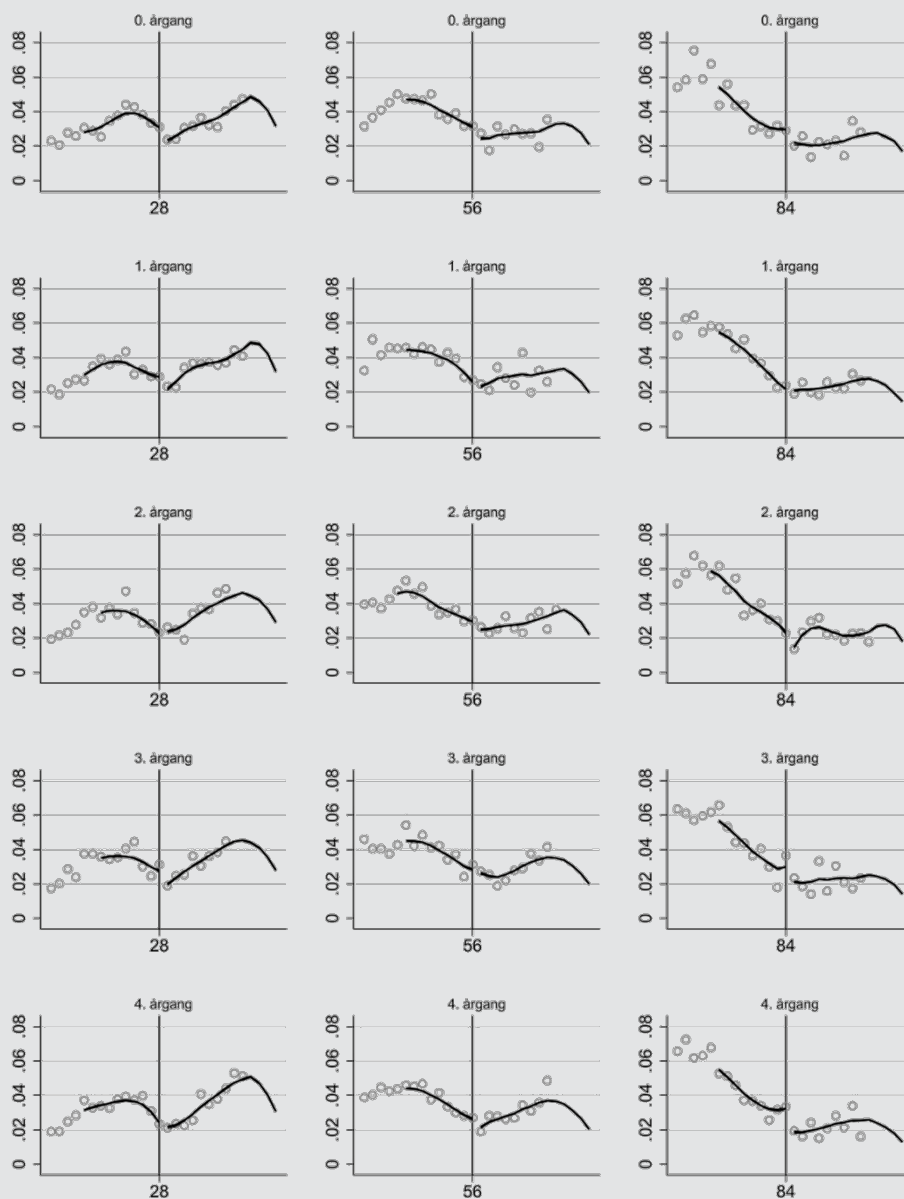 0. årgang 0. årgang 0. årgang
.08 .08 .08
.06 .06 .06
.04 .04 .04
.02 .02 .02
0 0 0
28 56 84
1. årgang 1. årgang 1. årgang
.08 .08 .08
.06 .06 .06
.04 .04 .04
.02 .02 .02
0 0 0
28 56 84
2. årgang 2. årgang 2. årgang
.08 .08 .08
.06 .06 .06
.04 .04 .04
.02 .02 .02
0 0 0
28 56 84
3. årgang 3. årgang 3. årgang
.08 .08 .08
.06 .06 .06
.04 .04 .04
.02 .02 .02
0 0 0
28 56 84
4. årgang 4. årgang 4. årgang
.08 .08 .08
.06 .06 .06
.04 .04 .04
.02 .02 .02
0 0 0
28 56 84